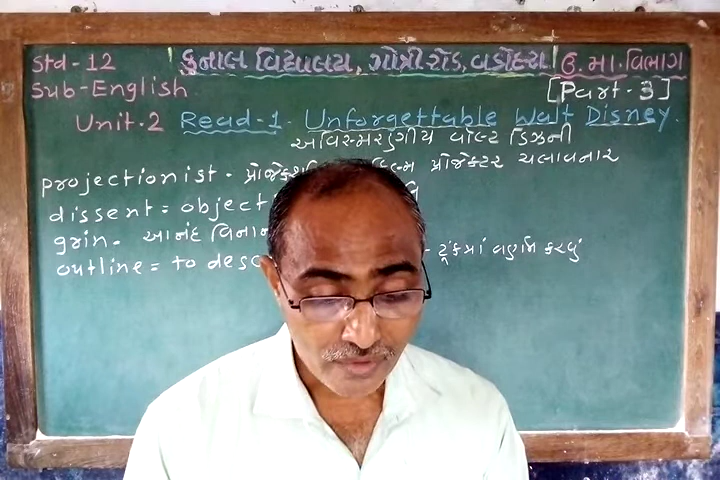 Std-12 કુનાલ વિદ્યાલય, ગોત્રી રોડ, વડોદરા ઉ.મા. વિભાગ
Sub-English [Part-3]
Unit.2 Read-1. Unforgettable Walt Disney.
અવિસ્મરણીય વોલ્ટ ડિઝની
projectionist - પ્રોજેક્ટર ચલાવનાર
dissent = object
grin - આનંદ વિનાનું
outline = to desc - ટૂંકમાં વર્ણન કરવું